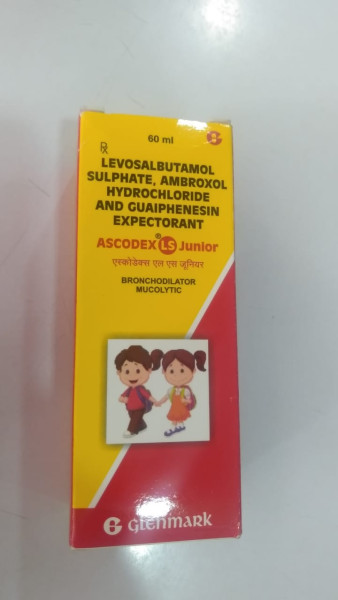 60 ml
Rx
LEVOSALBUTAMOL
SULPHATE, AMBROXOL
HYDROCHLORIDE
AND GUAIPHENESIN
EXPECTORANT
ASCODEX® LS Junior
एस्कोडेक्स एल एस जूनियर
BRONCHODILATOR
MUCOLYTIC
G glenmark